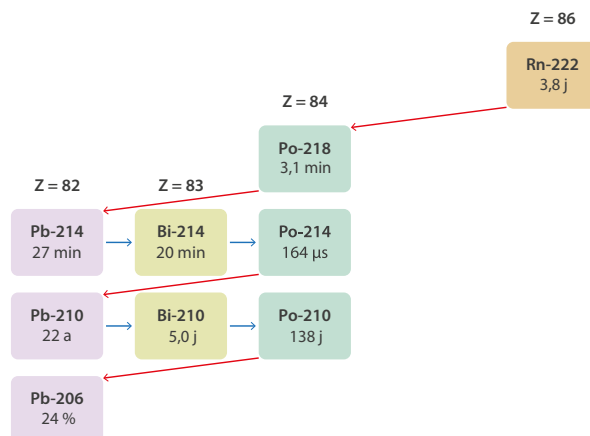 Z = 86
Rn-222
3,8 j
Z = 84
Po-218
3,1 min
Z = 82
Z = 83
Pb-214
27 min
Bi-214
20 min
Po-214
164 µs
Pb-210
22 a
Bi-210
5,0 j
Po-210
138 j
Pb-206
24 %